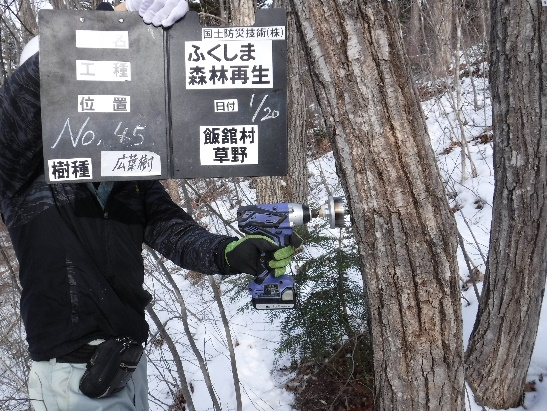 工種
位置
No. 45
樹種 広葉樹
国土防災技術(株)
ふくしま
森林再生
日付 1/20
飯舘村
草野